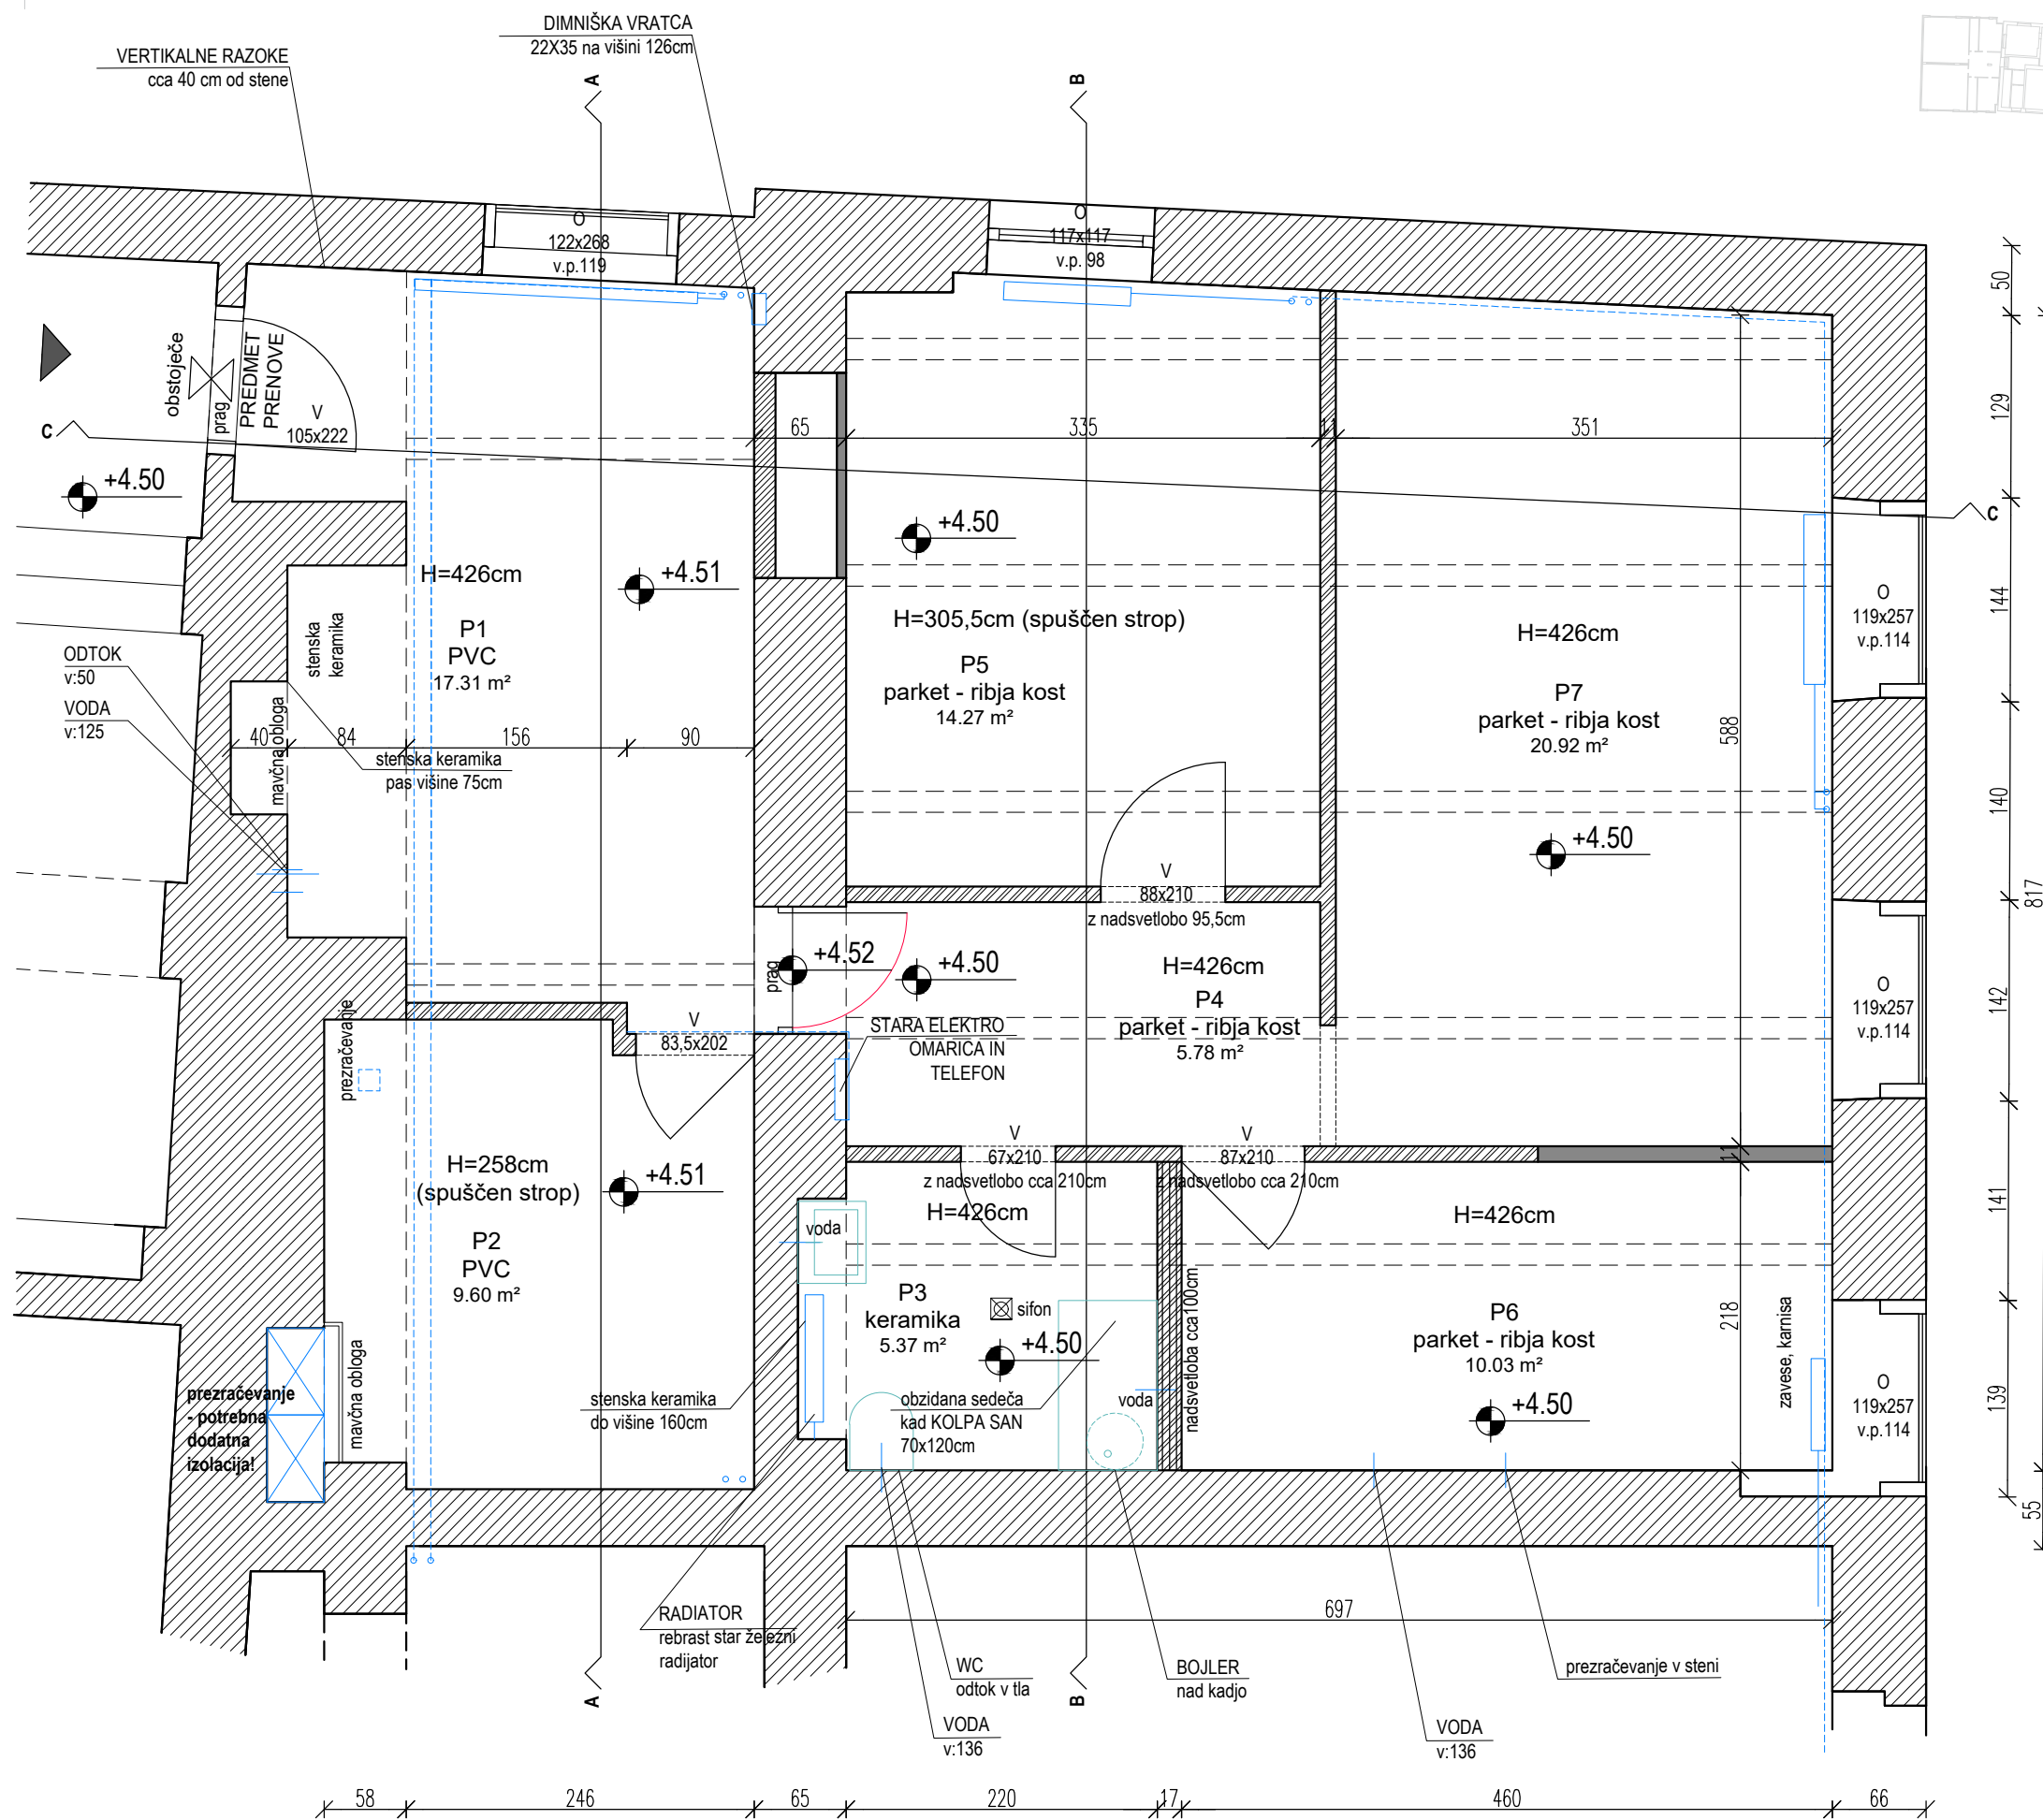 DIMNIŠKA VRATCA
22X35 na višini 126cm
VERTIKALNE RAZOKE
cca 40 cm od stene
A
B
O
122x268
v.p.119
O
117x117
v.p. 98
50
129
144
140
142
141
139
817
55
obstoječe
prag
PREDMET
PRENOVE
V
105x222
C
+4.50
65
335
351
C
+4.50
H=426cm
+4.51
P1
PVC
17.31 m²
stenska
keramika
H=305,5cm (spuščen strop)
P5
parket - ribja kost
14.27 m²
H=426cm
P7
parket - ribja kost
20.92 m²
O
119x257
v.p.114
ODTOK
v:50
VODA
v:125
mavčna obloga
40
84
156
90
stenska keramika
pas višine 75cm
588
+4.50
V
88x210
z nadsvetlobo 95,5cm
prag
+4.52
+4.50
H=426cm
P4
parket - ribja kost
5.78 m²
O
119x257
v.p.114
prezračevanje
V
83,5x202
STARA ELEKTRO
OMARICA IN
TELEFON
V
67x210
z nadsvetlobo cca 210cm
V
87x210
z nadsvetlobo cca 210cm
11
H=258cm
(spuščen strop)
+4.51
P2
PVC
9.60 m²
voda
H=426cm
P3
keramika
5.37 m²
sifon
+4.50
nadsvetloba cca100cm
H=426cm
P6
parket - ribja kost
10.03 m²
+4.50
218
zavese, karnisa
O
119x257
v.p.114
mavčna obloga
prezračevanje
- potrebna
dodatna
izolacija!
stenska keramika
do višine 160cm
obzidana sedeča
kad KOLPA SAN
70x120cm
voda
697
RADIATOR
rebrast star železni
radijator
WC
odtok v tla
BOJLER
nad kadjo
prezračevanje v steni
A
B
VODA
v:136
VODA
v:136
58
246
65
220
17
460
66